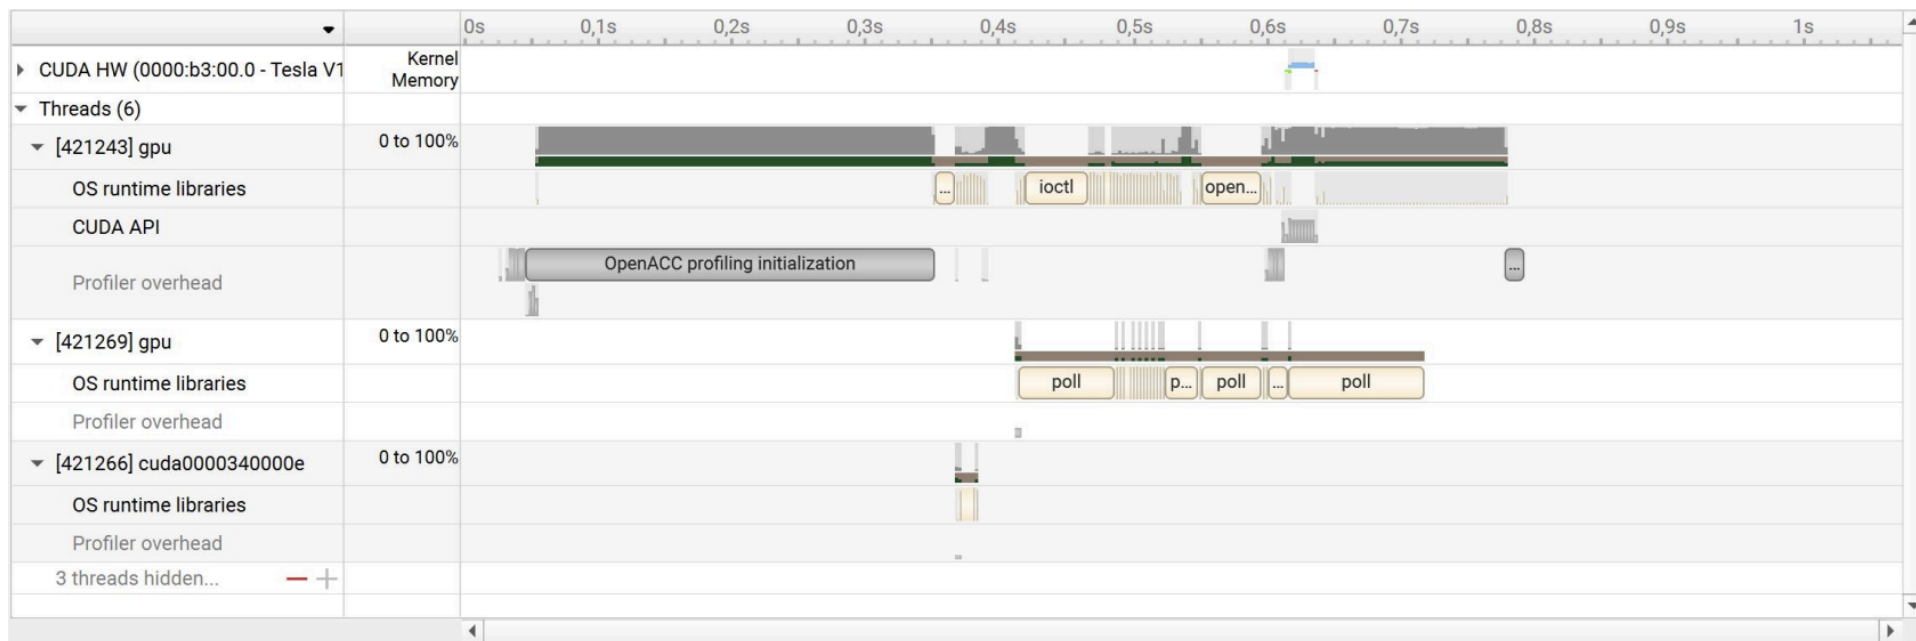 0s 0,1s 0,2s 0,3s 0,4s 0,5s 0,6s 0,7s 0,8s 0,9s 1s
CUDA HW (0000:b3:00.0 - Tesla V1
Kernel
Memory
Threads (6)
[421243] gpu 0 to 100%
OS runtime libraries ... ioctl open...
CUDA API
Profiler overhead OpenACC profiling initialization ...
[421269] gpu 0 to 100%
OS runtime libraries poll p... poll ... poll
Profiler overhead
[421266] cuda0000340000e 0 to 100%
OS runtime libraries
Profiler overhead
3 threads hidden...